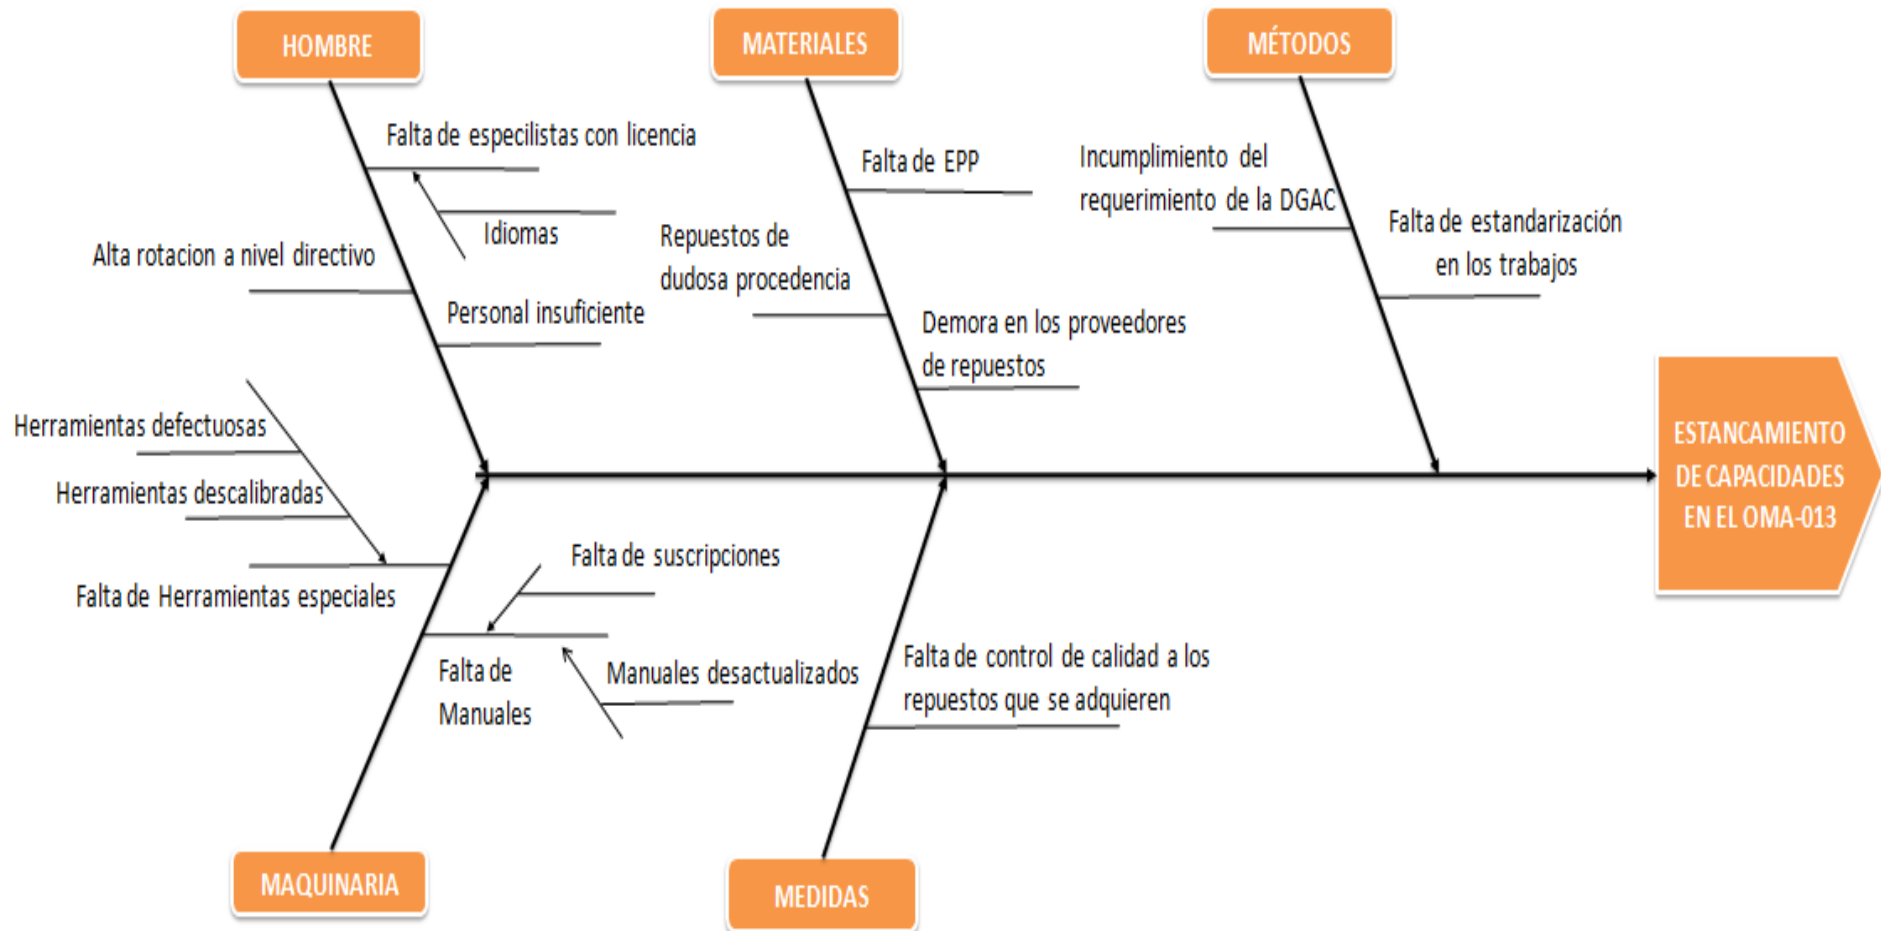 HOMBRE
MATERIALES
MÉTODOS
Falta de especilistas con licencia
Idiomas
Alta rotacion a nivel directivo
Personal insuficiente
Falta de EPP
Repuestos de
dudosa procedencia
Demora en los proveedores
de repuestos
Incumplimiento del
requerimiento de la DGAC
Falta de estandarización
en los trabajos
Herramientas defectuosas
Herramientas descalibradas
Falta de Herramientas especiales
Falta de suscripciones
Falta de
Manuales
Manuales desactualizados
Falta de control de calidad a los
repuestos que se adquieren
ESTANCAMIENTO
DE CAPACIDADES
EN EL OMA-013
MAQUINARIA
MEDIDAS